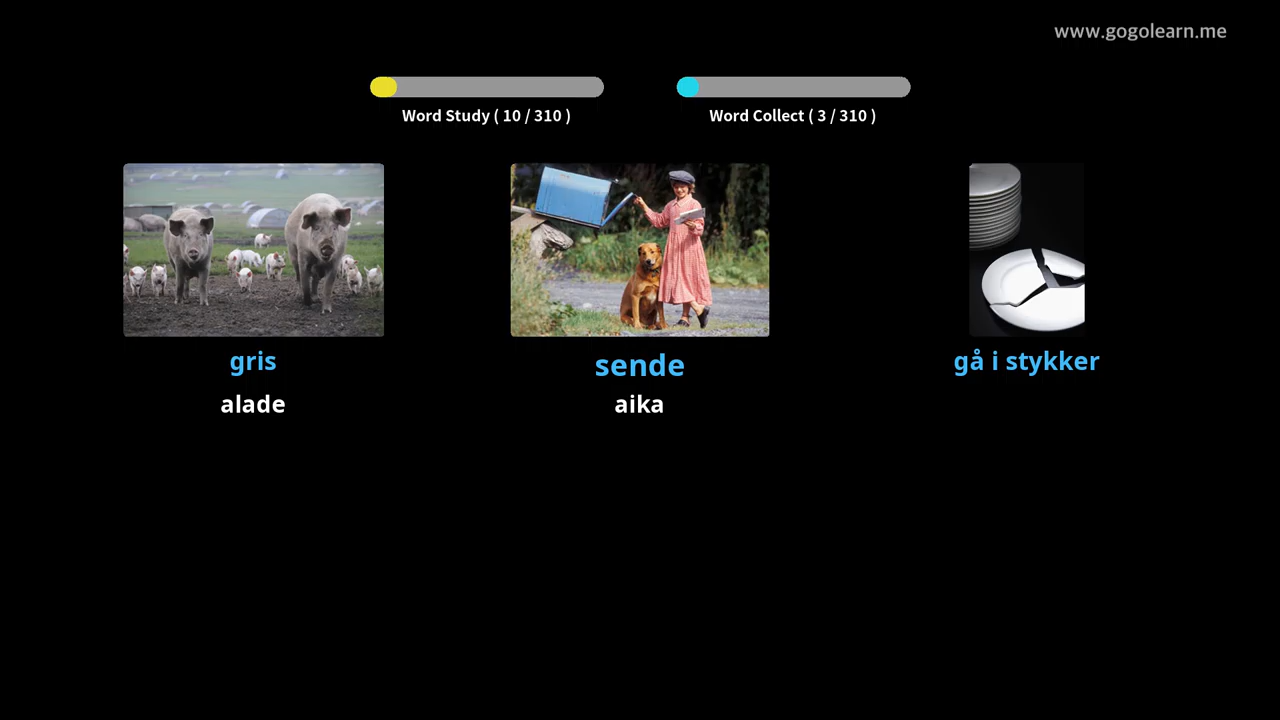 www.gogolearn.me
Word Study ( 10 / 310 )
Word Collect ( 3 / 310 )
gris
sende
gå i stykker
alade
aika